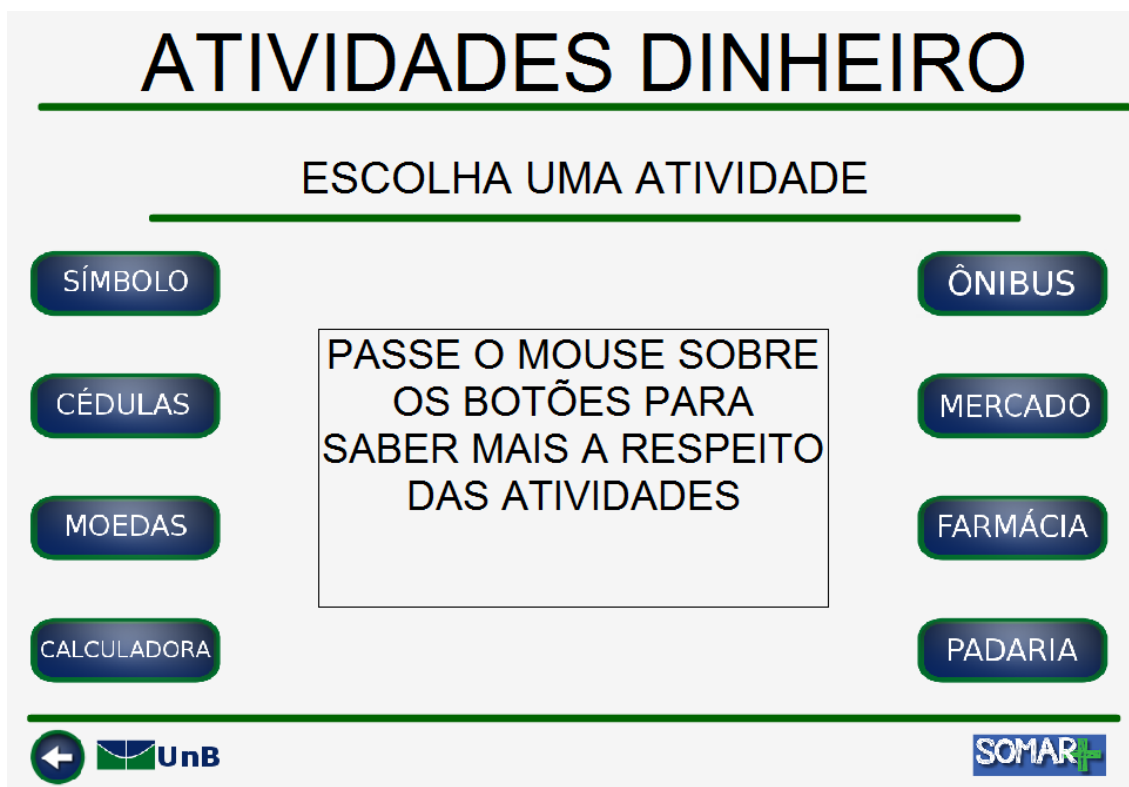 ATIVIDADES DINHEIRO
ESCOLHA UMA ATIVIDADE
SÍMBOLO
CÉDULAS
MOEDAS
CALCULADORA
PASSE O MOUSE SOBRE
OS BOTÕES PARA
SABER MAIS A RESPEITO
DAS ATIVIDADES
ÔNIBUS
MERCADO
FARMÁCIA
PADARIA
UnB
SOMAR+